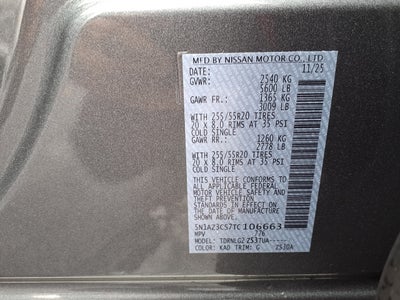 MFD BY NISSAN MOTOR CO., LTD
DATE 11/25
GVWR: 2540 KG
5600 LB
GAWR FR.: 1365 KG
3009 LB
WITH 255/55R20 TIRES
20 x 8.0 RIMS AT 35 PSI
COLD SINGLE
GAWR RR.: 1260 KG
2778 LB
WITH 255/55R20 TIRES
20 x 8.0 RIMS AT 35 PSI
COLD SINGLE
THIS VEHICLE CONFORMS
TO ALL APPLICABLE FEDERAL
MOTOR VEHICLE SAFETY AND
THEFT PREVENTION
STANDARDS IN EFFECT ON THE
DATE OF MANUFACTURE SHOWN
ABOVE.
5N1AZ3CS7TC106663
MPV 776
MODEL: TDRNLGZ Z53TUA-----
COLOR: KAD TRIM: G Z53DA